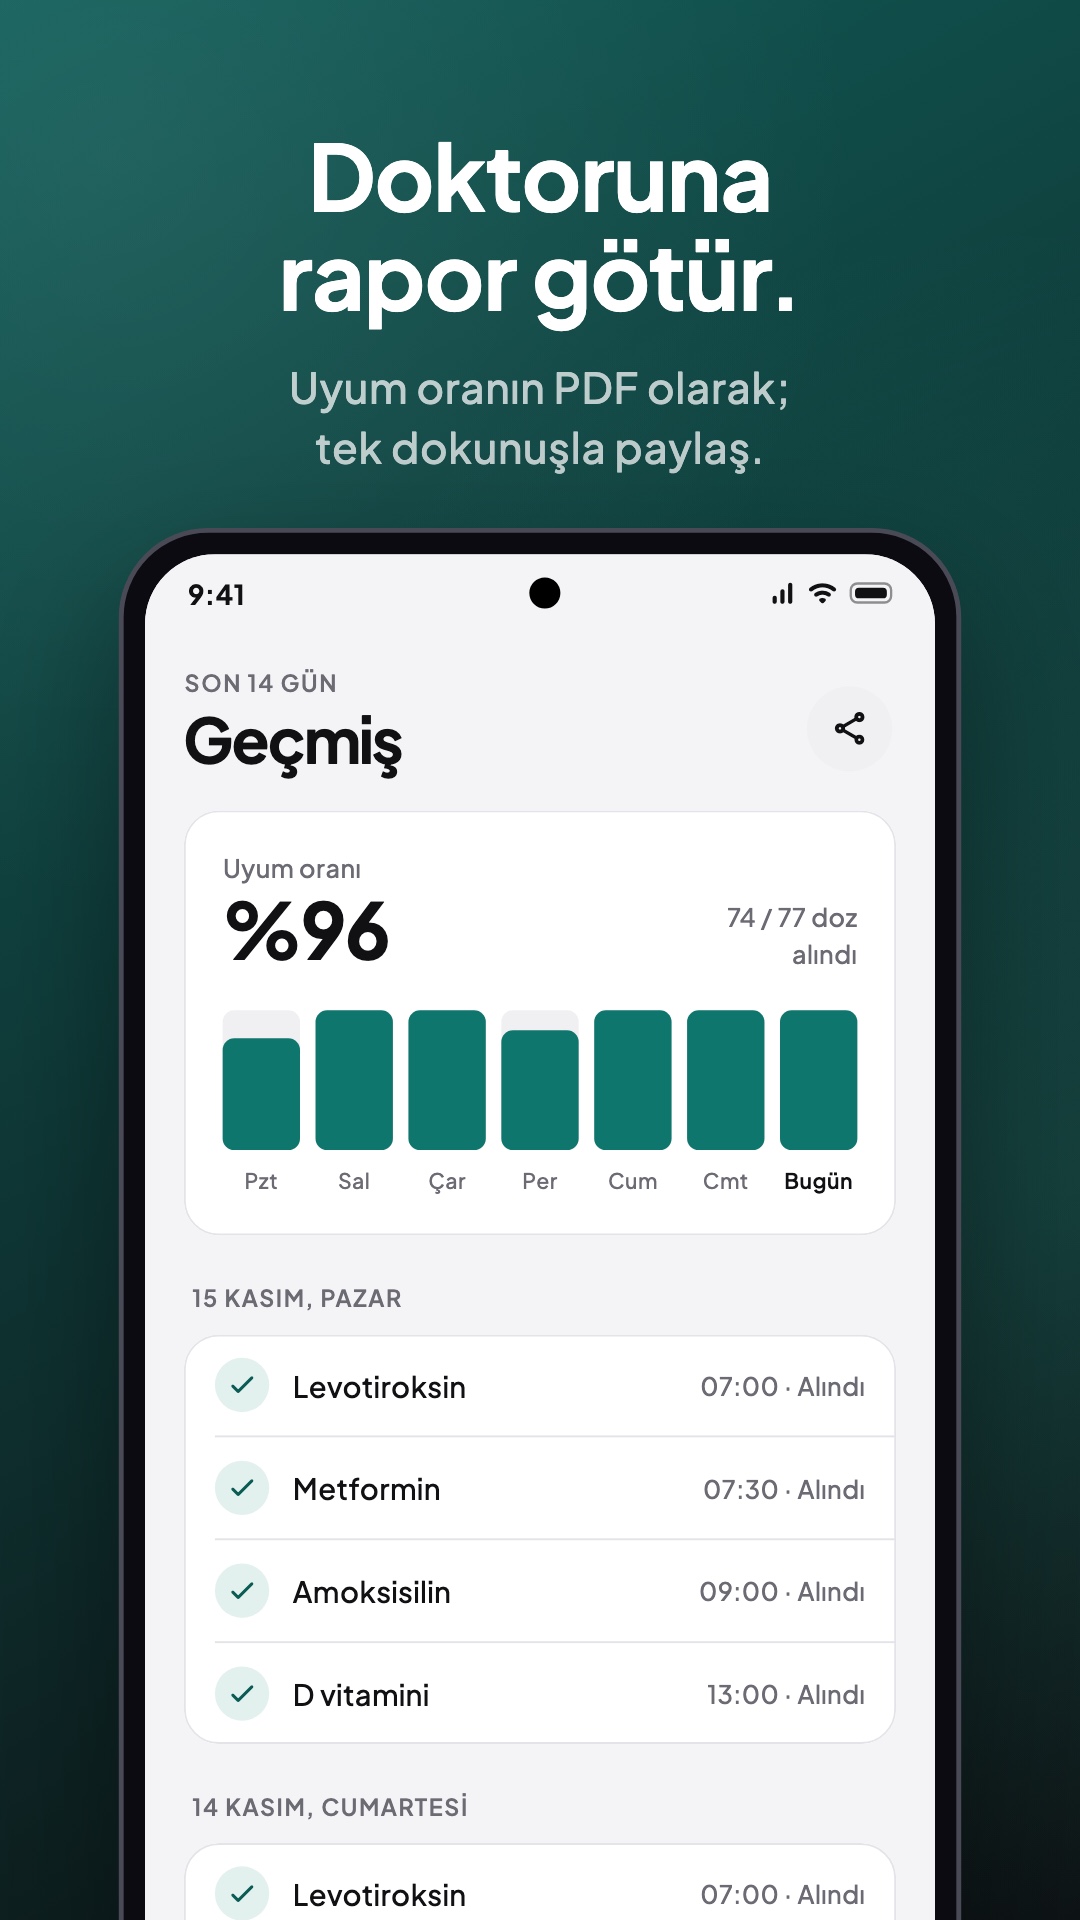 Doktoruna
rapor götür.
Uyum oranın PDF olarak;
tek dokunuşla paylaş.
9:41
SON 14 GÜN
Geçmiş
Uyum oranı
%96
74 / 77 doz
alındı
Pzt Sal Çar Per Cum Cmt Bugün
15 KASIM, PAZAR
Levotiroksin 07:00 · Alındı
Metformin 07:30 · Alındı
Amoksisilin 09:00 · Alındı
D vitamini 13:00 · Alındı
14 KASIM, CUMARTESİ
Levotiroksin 07:00 · Alındı